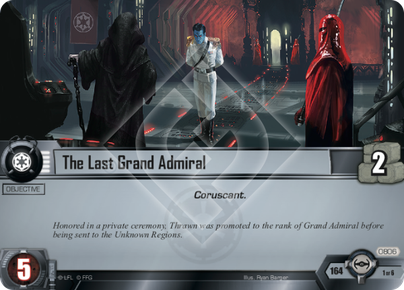 The Last Grand Admiral
2
OBJECTIVE
Coruscant.
Honored in a private ceremony, Thrawn was promoted to the rank of Grand Admiral before
being sent to the Unknown Regions.
5
© LFL © FFG
Illus. Ryan Barger
0806
164
1 of 6